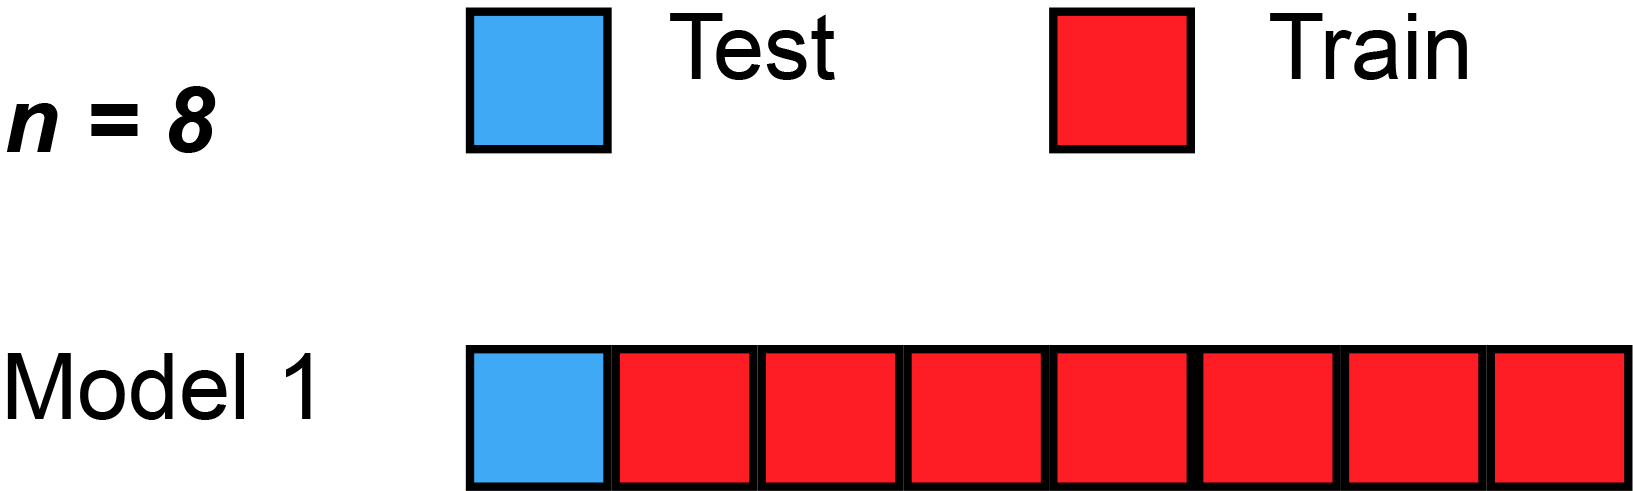 n = 8
Test
Train
Model 1